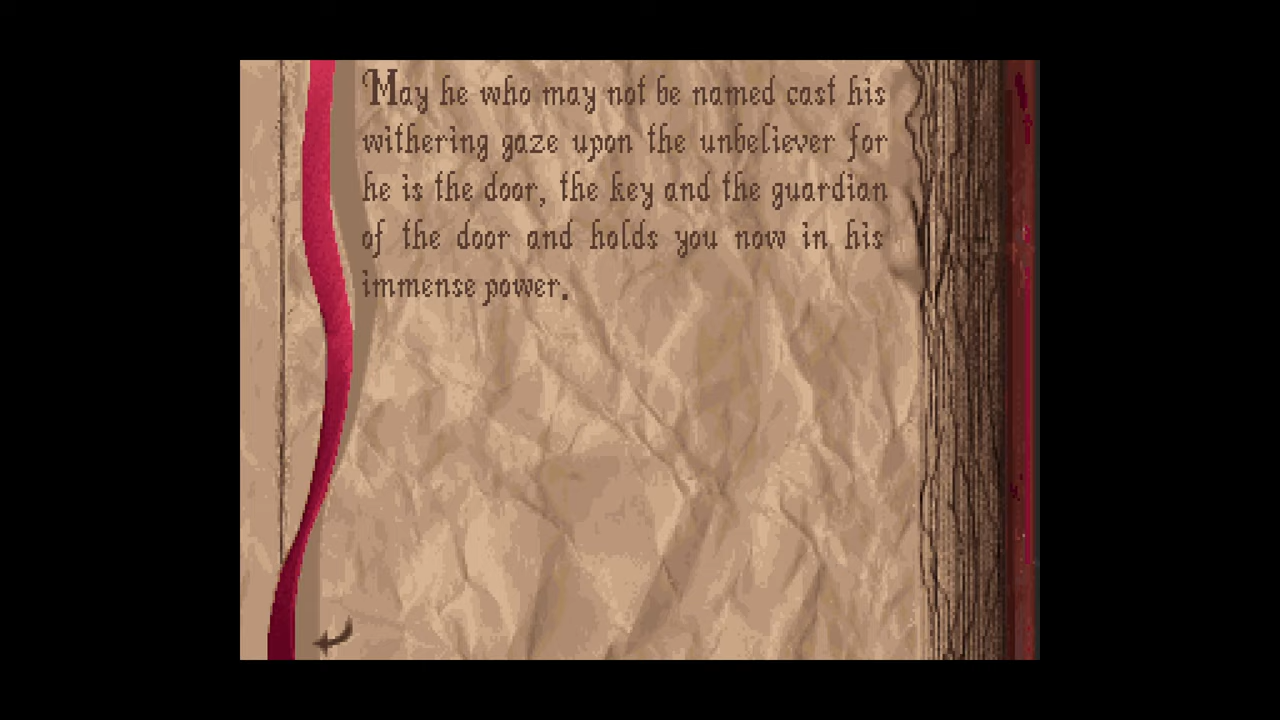 May he who may not be named cast his
withering gaze upon the unbeliever for
he is the door, the key and the guardian
of the door and holds you now in his
immense power.